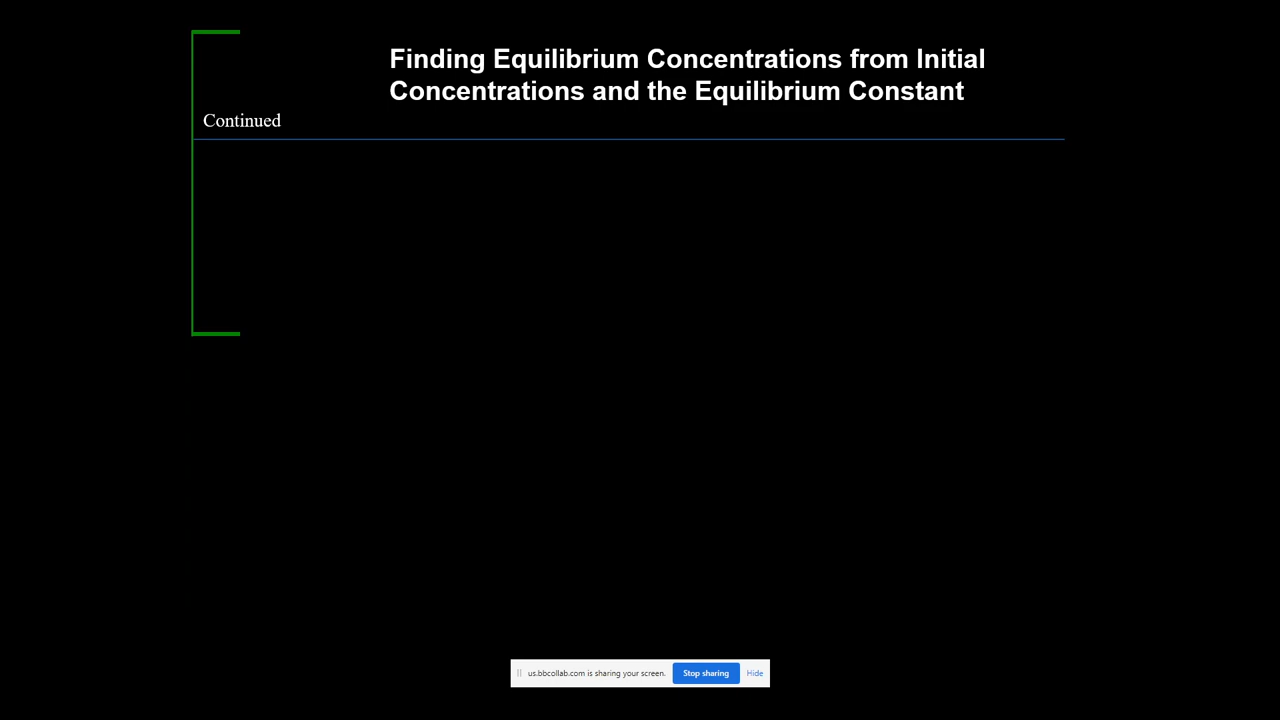 Finding Equilibrium Concentrations from Initial
Concentrations and the Equilibrium Constant
Continued
us.bbcollab.com is sharing your screen. Stop sharing Hide